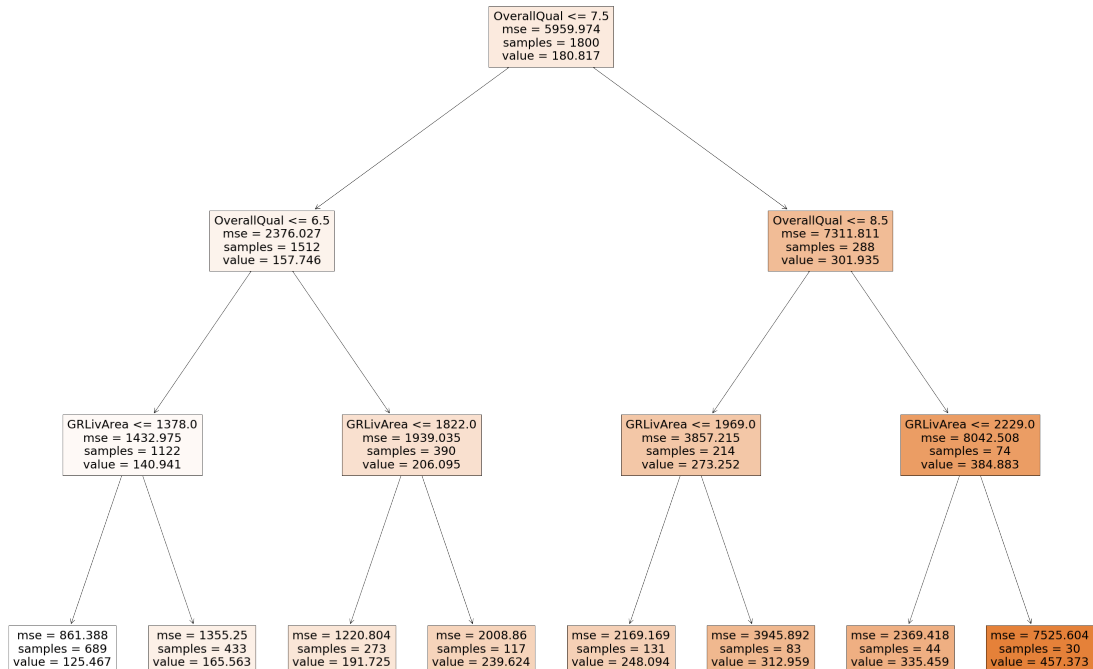 OverallQual <= 7.5
mse = 5959.974
samples = 1800
value = 180.817
OverallQual <= 6.5
mse = 2376.027
samples = 1512
value = 157.746
OverallQual <= 8.5
mse = 7311.811
samples = 288
value = 301.935
GRLivArea <= 1378.0
mse = 1432.975
samples = 1122
value = 140.941
GRLivArea <= 1822.0
mse = 1939.035
samples = 390
value = 206.095
GRLivArea <= 1969.0
mse = 3857.215
samples = 214
value = 273.252
GRLivArea <= 2229.0
mse = 8042.508
samples = 74
value = 384.883
mse = 861.388
samples = 689
value = 125.467
mse = 1355.25
samples = 433
value = 165.563
mse = 1220.804
samples = 273
value = 191.725
mse = 2008.86
samples = 117
value = 239.624
mse = 2169.169
samples = 131
value = 248.094
mse = 3945.892
samples = 83
value = 312.959
mse = 2369.418
samples = 44
value = 335.459
mse = 7525.604
samples = 30
value = 457.373